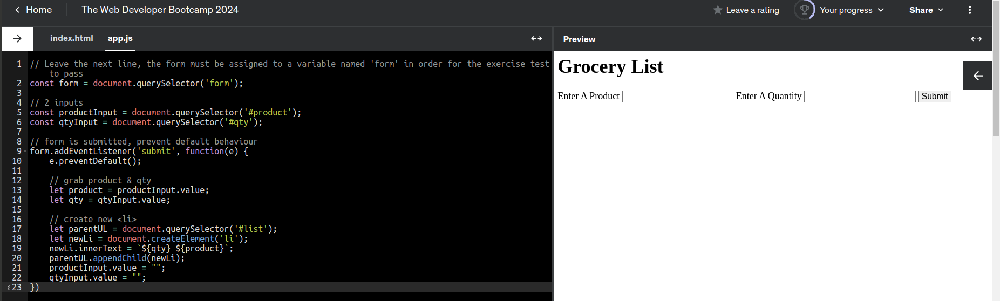 Home The Web Developer Bootcamp 2024 Leave a rating Your progress Share
index.html app.js Preview
1 // Leave the next line, the form must be assigned to a variable named 'form' in order for the exercise test
to pass
2 const form = document.querySelector('form');
3
4 // 2 inputs
5 const productInput = document.querySelector('#product');
6 const qtyInput = document.querySelector('#qty');
7
8 // form is submitted, prevent default behaviour
9 form.addEventListener('submit', function(e) {
10 e.preventDefault();
11
12 // grab product & qty
13 let product = productInput.value;
14 let qty = qtyInput.value;
15
16 // create new <li>
17 let parentUL = document.querySelector('#list');
18 let newLi = document.createElement('li');
19 newLi.innerText = `${qty} ${product}`;
20 parentUL.appendChild(newLi);
21 productInput.value = "";
22 qtyInput.value = "";
i 23 })
Grocery List
Enter A Product Enter A Quantity Submit